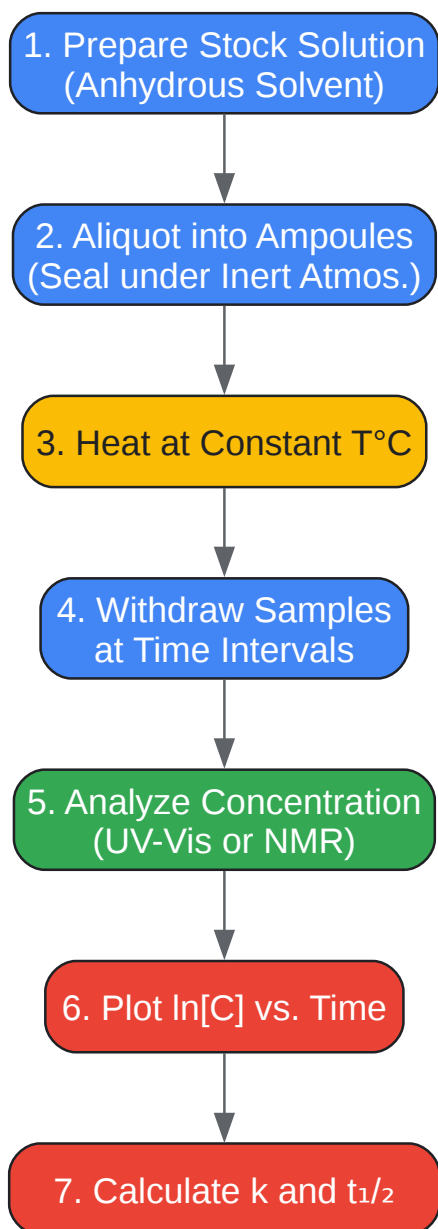 1. Prepare Stock Solution
(Anhydrous Solvent)
2. Aliquot into Ampoules
(Seal under Inert Atmos.)
3. Heat at Constant T°C
4. Withdraw Samples
at Time Intervals
5. Analyze Concentration
(UV-Vis or NMR)
6. Plot ln[C] vs. Time
7. Calculate k and t₁/₂